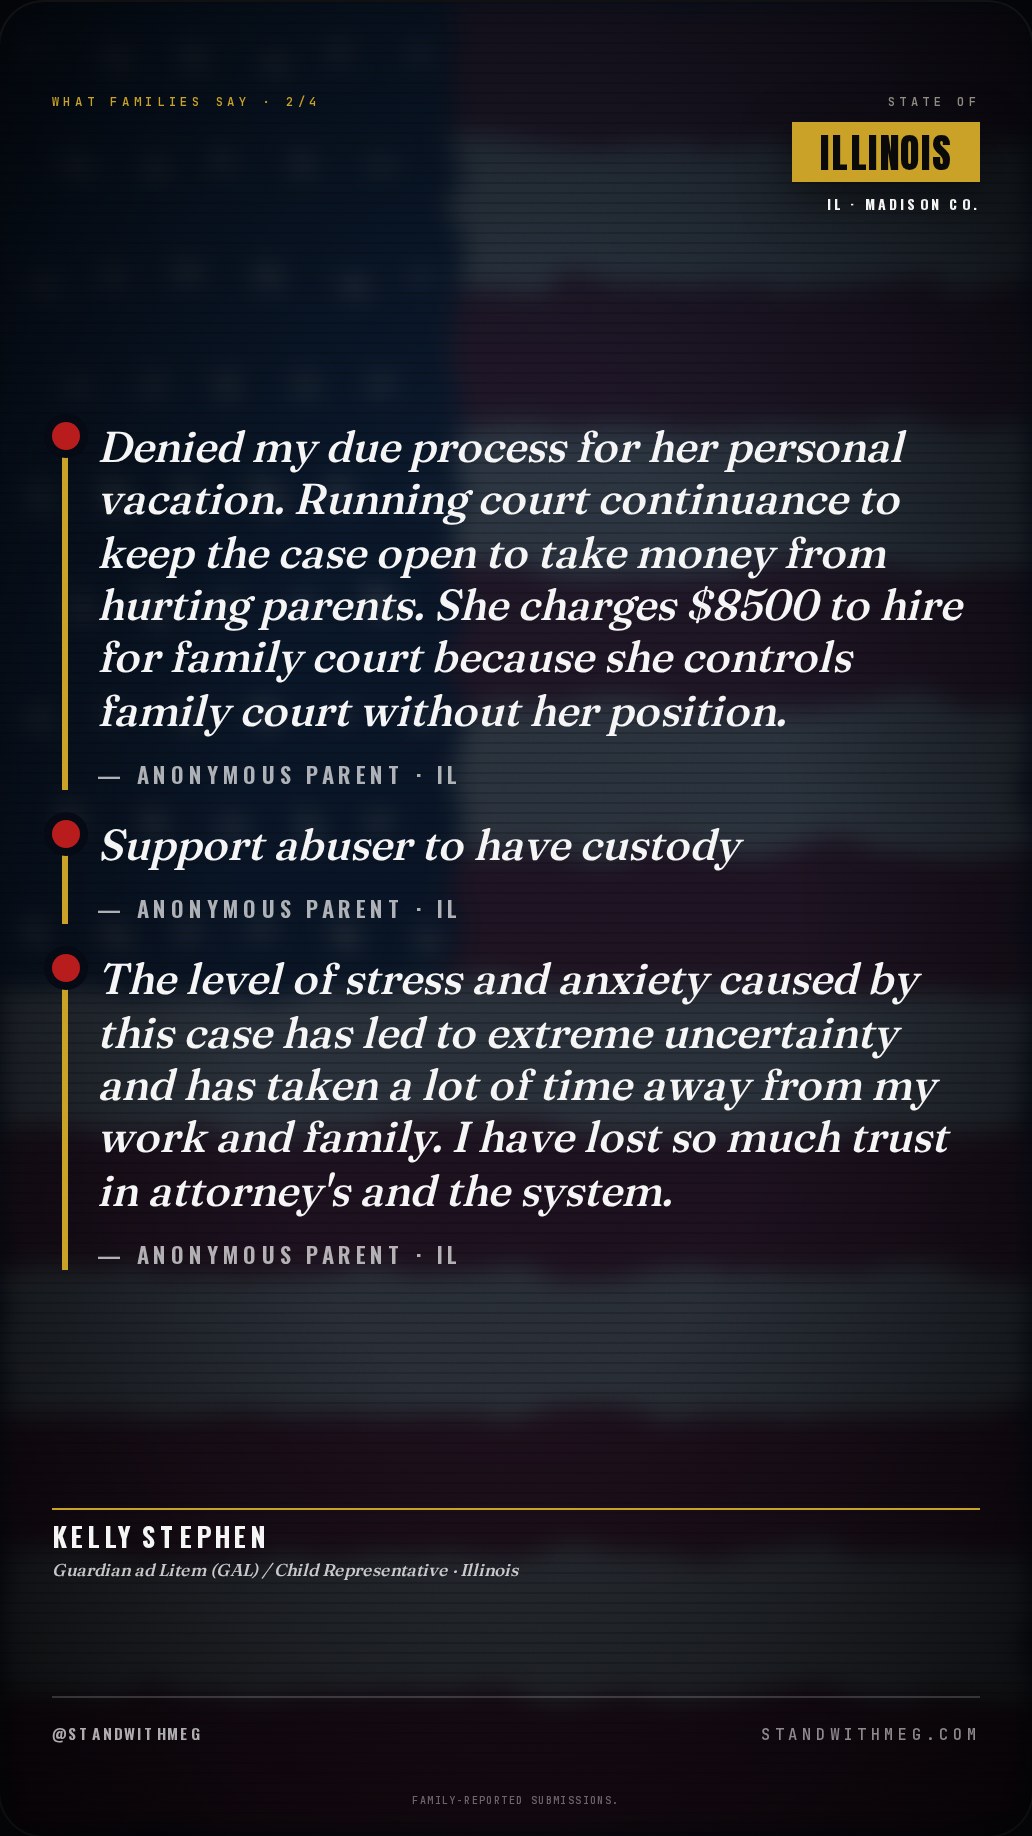 WHAT FAMILIES SAY · 2/4
STATE OF
ILLINOIS
IL · MADISON CO.
Denied my due process for her personal
vacation. Running court continuance to
keep the case open to take money from
hurting parents. She charges $8500 to hire
for family court because she controls
family court without her position.
— ANONYMOUS PARENT · IL
Support abuser to have custody
— ANONYMOUS PARENT · IL
The level of stress and anxiety caused by
this case has led to extreme uncertainty
and has taken a lot of time away from my
work and family. I have lost so much trust
in attorney's and the system.
— ANONYMOUS PARENT · IL
KELLY STEPHEN
Guardian ad Litem (GAL) / Child Representative · Illinois
@STANDWITHMEG
STANDWITHMEG.COM
FAMILY-REPORTED SUBMISSIONS.